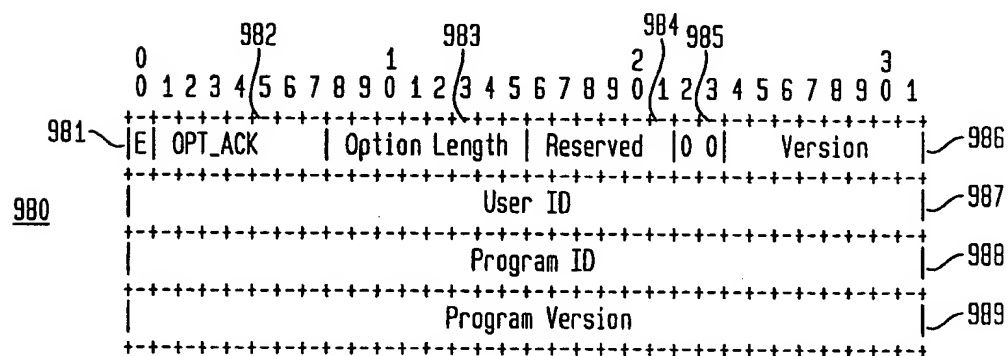 982 983 984 985
0 1 2 3
0 1 2 3 4 5 6 7 8 9 0 1 2 3 4 5 6 7 8 9 0 1 2 3 4 5 6 7 8 9 0 1
981 |E| OPT_ACK | Option Length | Reserved |0 0| Version | 986
User ID 987
980
Program ID 988
Program Version 989